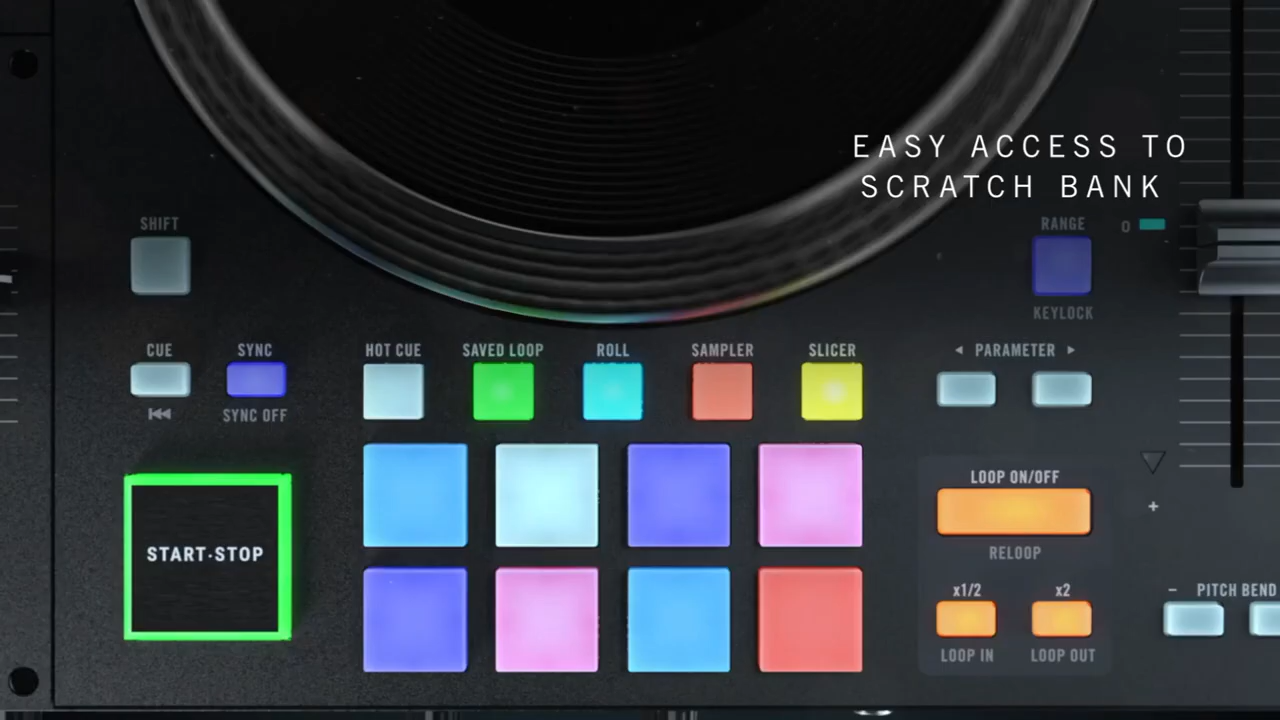 EASY ACCESS TO
SCRATCH BANK
SHIFT
RANGE
0
KEYLOCK
CUE
SYNC
SYNC OFF
HOT CUE
SAVED LOOP
ROLL
SAMPLER
SLICER
◄ PARAMETER ►
START·STOP
LOOP ON/OFF
RELOOP
+
x1/2
x2
LOOP IN
LOOP OUT
− PITCH BEND